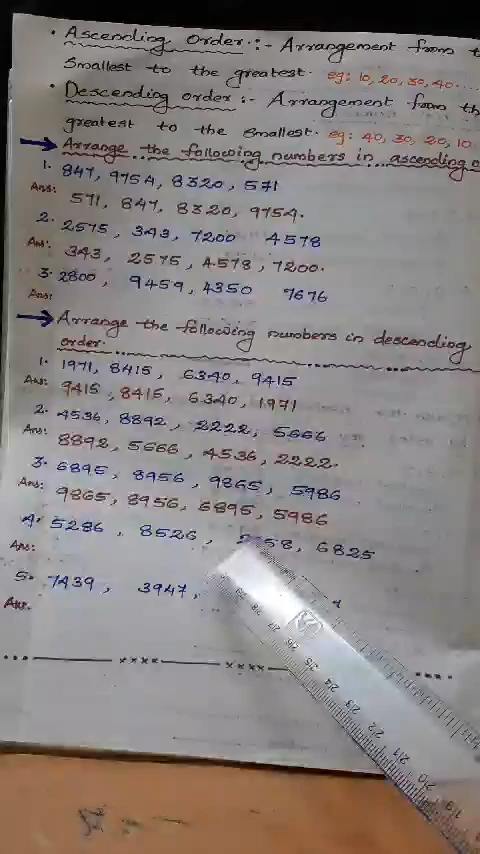 • Ascending Order :- Arrangement from
Smallest to the greatest. eg: 10, 20, 30, 40....
• Descending order :- Arrangement from
greatest to the smallest. eg: 40, 30, 20, 10
→ Arrange the following numbers in ascending
1. 847, 9754, 8320, 571
Ans: 571, 847, 8320, 9754.
2. 2575, 343, 7200 4578
Ans: 343, 2575, 4578, 7200.
3. 2800, 9459, 4350 7676
Ans:
→ Arrange the following numbers in descending
order.
1. 1971, 8415, 6340, 9415
Ans: 9415, 8415, 6340, 1971
2. 4536, 8892, 2222, 5666
Ans: 8892, 5666, 4536, 2222.
3. 6895, 8956, 9865, 5986
Ans: 9865, 8956, 6895, 5986
4. 5286, 8526, 6825
Ans:
5. 7439, 3947,
Ans.